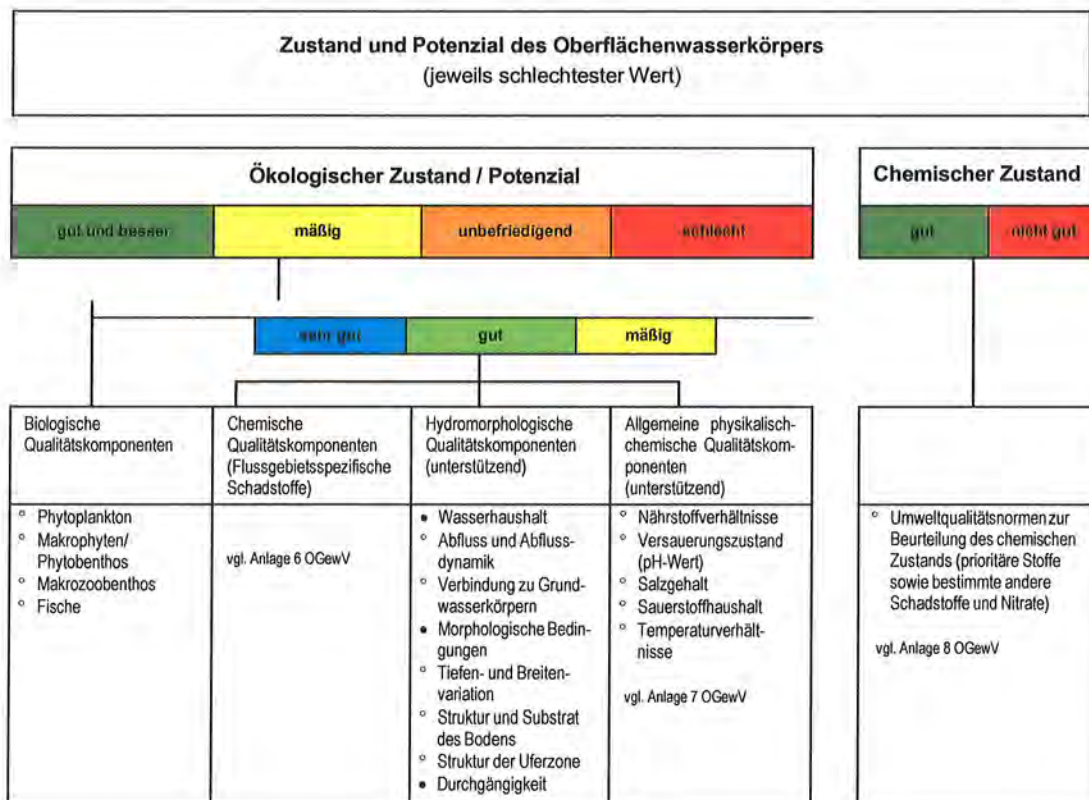 Zustand und Potenzial des Oberflächenwasserkörpers
(jeweils schlechtester Wert)
Ökologischer Zustand / Potenzial
gut und besser
mäßig
unbefriedigend
schlecht
Chemischer Zustand
gut
nicht gut
sehr gut
gut
mäßig
Biologische
Qualitätskomponenten
° Phytoplankton
° Makrophyten/
Phytobenthos
° Makrozoobenthos
° Fische
Chemische
Qualitätskomponenten
(Flussgebietsspezifische
Schadstoffe)
vgl. Anlage 6 OGewV
Hydromorphologische
Qualitätskomponenten
(unterstützend)
• Wasserhaushalt
° Abfluss und Abfluss-
dynamik
° Verbindung zu Grund-
wasserkörpern
• Morphologische Bedin-
gungen
° Tiefen- und Breiten-
variation
° Struktur und Substrat
des Bodens
° Struktur der Uferzone
• Durchgängigkeit
Allgemeine physikalisch-
chemische Qualitätskom-
ponenten
(unterstützend)
° Nährstoffverhältnisse
° Versauerungszustand
(pH-Wert)
° Salzgehalt
° Sauerstoffhaushalt
° Temperaturverhält-
nisse
vgl. Anlage 7 OGewV
° Umweltqualitätsnormen zur
Beurteilung des chemischen
Zustands (prioritäre Stoffe
sowie bestimmte andere
Schadstoffe und Nitrate)
vgl. Anlage 8 OGewV